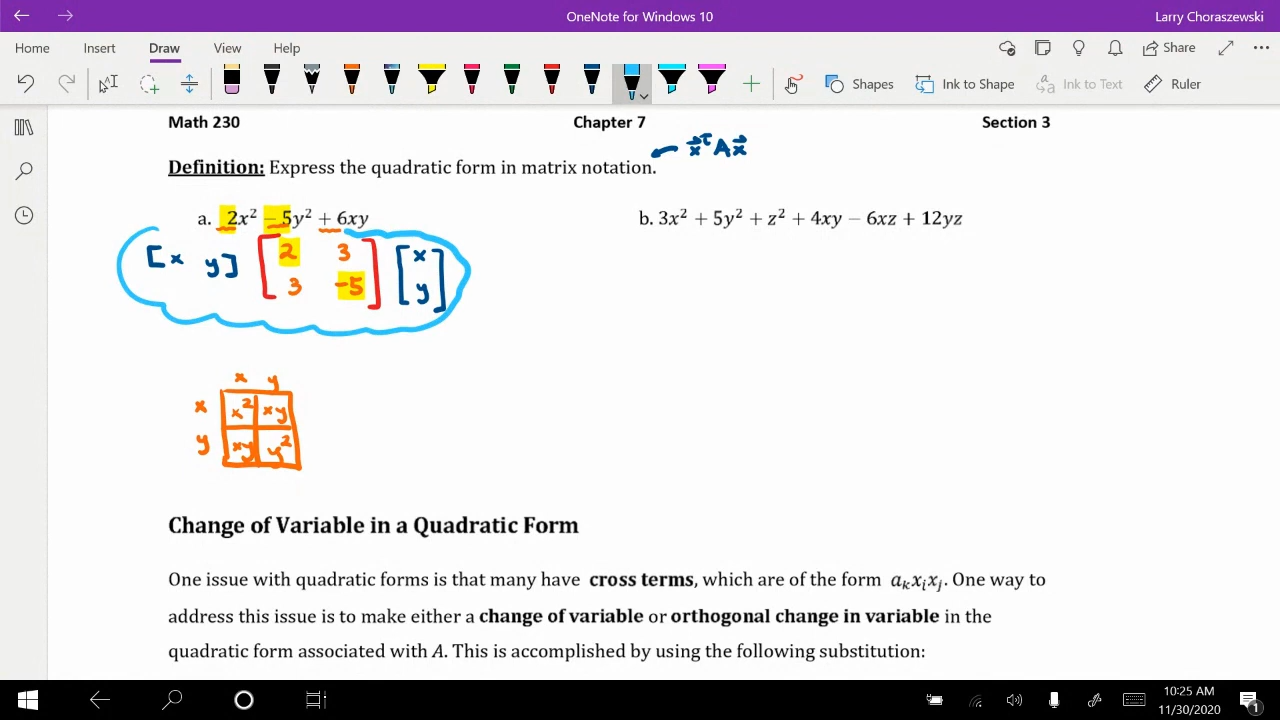 OneNote for Windows 10
Larry Choraszewski
Home Insert Draw View Help Share
Shapes Ink to Shape Ink to Text Ruler
Math 230 Chapter 7 Section 3
Definition: Express the quadratic form in matrix notation. x⃗ᵀAx⃗
a. 2x² − 5y² + 6xy b. 3x² + 5y² + z² + 4xy − 6xz + 12yz
[x y] [2 3 [x
3 -5] y]
x y
x x² xy
y xy y²
Change of Variable in a Quadratic Form
One issue with quadratic forms is that many have cross terms, which are of the form aₖxᵢxⱼ. One way to
address this issue is to make either a change of variable or orthogonal change in variable in the
quadratic form associated with A. This is accomplished by using the following substitution:
10:25 AM
11/30/2020
1